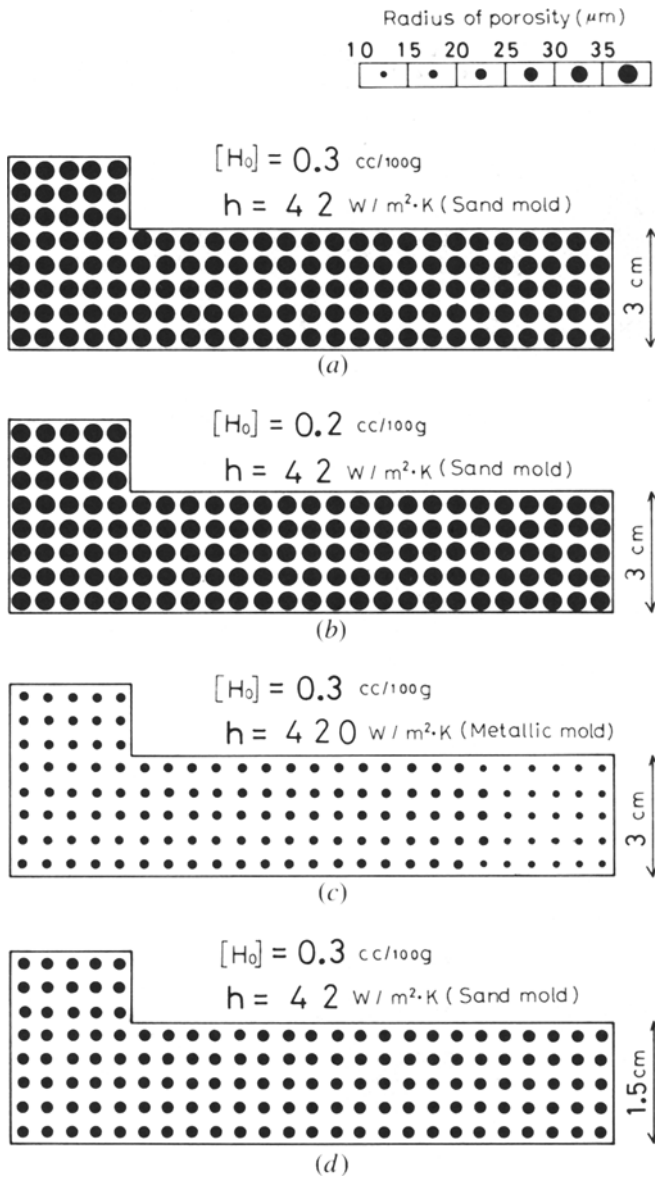 Radius of porosity (μm)
10 15 20 25 30 35
[H₀] = 0.3 cc/100g
h = 42 W/m²·K (Sand mold)
3 cm
(a)
[H₀] = 0.2 cc/100g
h = 42 W/m²·K (Sand mold)
3 cm
(b)
[H₀] = 0.3 cc/100g
h = 420 W/m²·K (Metallic mold)
3 cm
(c)
[H₀] = 0.3 cc/100g
h = 42 W/m²·K (Sand mold)
1.5cm
(d)